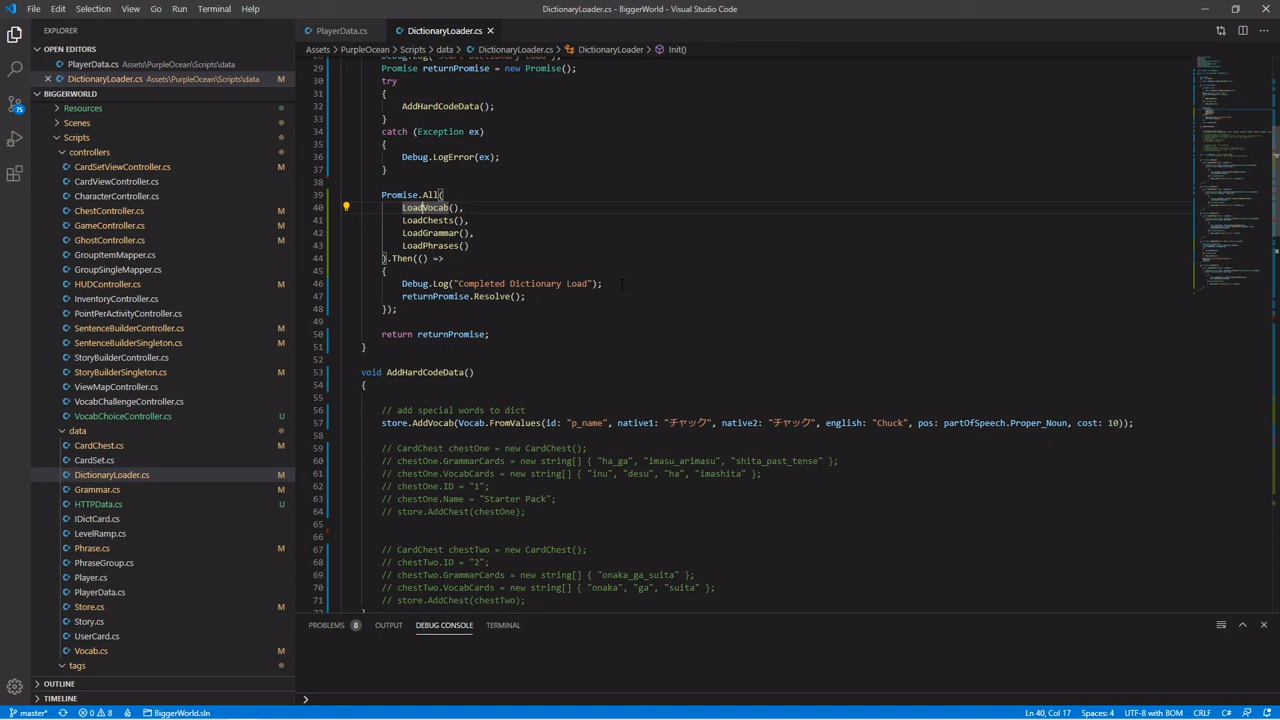 File Edit Selection View Go Run Terminal Help
DictionaryLoader.cs - BiggerWorld - Visual Studio Code
EXPLORER
OPEN EDITORS
PlayerData.cs Assets\PurpleOcean\Scripts\data
DictionaryLoader.cs Assets\PurpleOcean\Scripts\data M
BIGGERWORLD
Resources
Scenes
Scripts
controllers
CardSetViewController.cs M
CardViewController.cs
CharacterController.cs
ChestController.cs M
GameController.cs M
GhostController.cs M
GroupItemMapper.cs
GroupSingleMapper.cs
HUDController.cs M
InventoryController.cs
PointPerActivityController.cs
SentenceBuilderController.cs M
SentenceBuilderSingleton.cs M
StoryBuilderController.cs
StoryBuilderSingleton.cs M
ViewMapController.cs
VocabChallengeController.cs
VocabChoiceController.cs U
data
CardChest.cs M
CardSet.cs
DictionaryLoader.cs M
Grammar.cs M
HTTPData.cs U
IDictCard.cs
LevelRamp.cs
Phrase.cs M
PhraseGroup.cs
Player.cs
PlayerData.cs
Store.cs M
Story.cs
UserCard.cs
Vocab.cs M
tags
OUTLINE
TIMELINE
75
PlayerData.cs
DictionaryLoader.cs
Assets > PurpleOcean > Scripts > data > DictionaryLoader.cs > DictionaryLoader > Init()
28 Debug.Log("Start Dictionary Load");
29 Promise returnPromise = new Promise();
30 try
31 {
32 AddHardCodeData();
33 }
34 catch (Exception ex)
35 {
36 Debug.LogError(ex);
37 }
38
39 Promise.All(
40 LoadVocab(),
41 LoadChests(),
42 LoadGrammar(),
43 LoadPhrases()
44 ).Then(() =>
45 {
46 Debug.Log("Completed Dictionary Load");
47 returnPromise.Resolve();
48 });
49
50 return returnPromise;
51 }
52
53 void AddHardCodeData()
54 {
55
56 // add special words to dict
57 store.AddVocab(Vocab.FromValues(id: "p_name", native1: "チャック", native2: "チャック", english: "Chuck", pos: partOfSpeech.Proper_Noun, cost: 10));
58
59 // CardChest chestOne = new CardChest();
60 // chestOne.GrammarCards = new string[] { "ha_ga", "imasu_arimasu", "shita_past_tense" };
61 // chestOne.VocabCards = new string[] { "inu", "desu", "ha", "imashita" };
62 // chestOne.ID = "1";
63 // chestOne.Name = "Starter Pack";
64 // store.AddChest(chestOne);
65
66
67 // CardChest chestTwo = new CardChest();
68 // chestTwo.ID = "2";
69 // chestTwo.GrammarCards = new string[] { "onaka_ga_suita" };
70 // chestTwo.VocabCards = new string[] { "onaka", "ga", "suita" };
71 // store.AddChest(chestTwo);
72 }
PROBLEMS 8 OUTPUT DEBUG CONSOLE TERMINAL
master* 0 8 BiggerWorld.sln
Ln 40, Col 17 Spaces: 4 UTF-8 with BOM CRLF C#